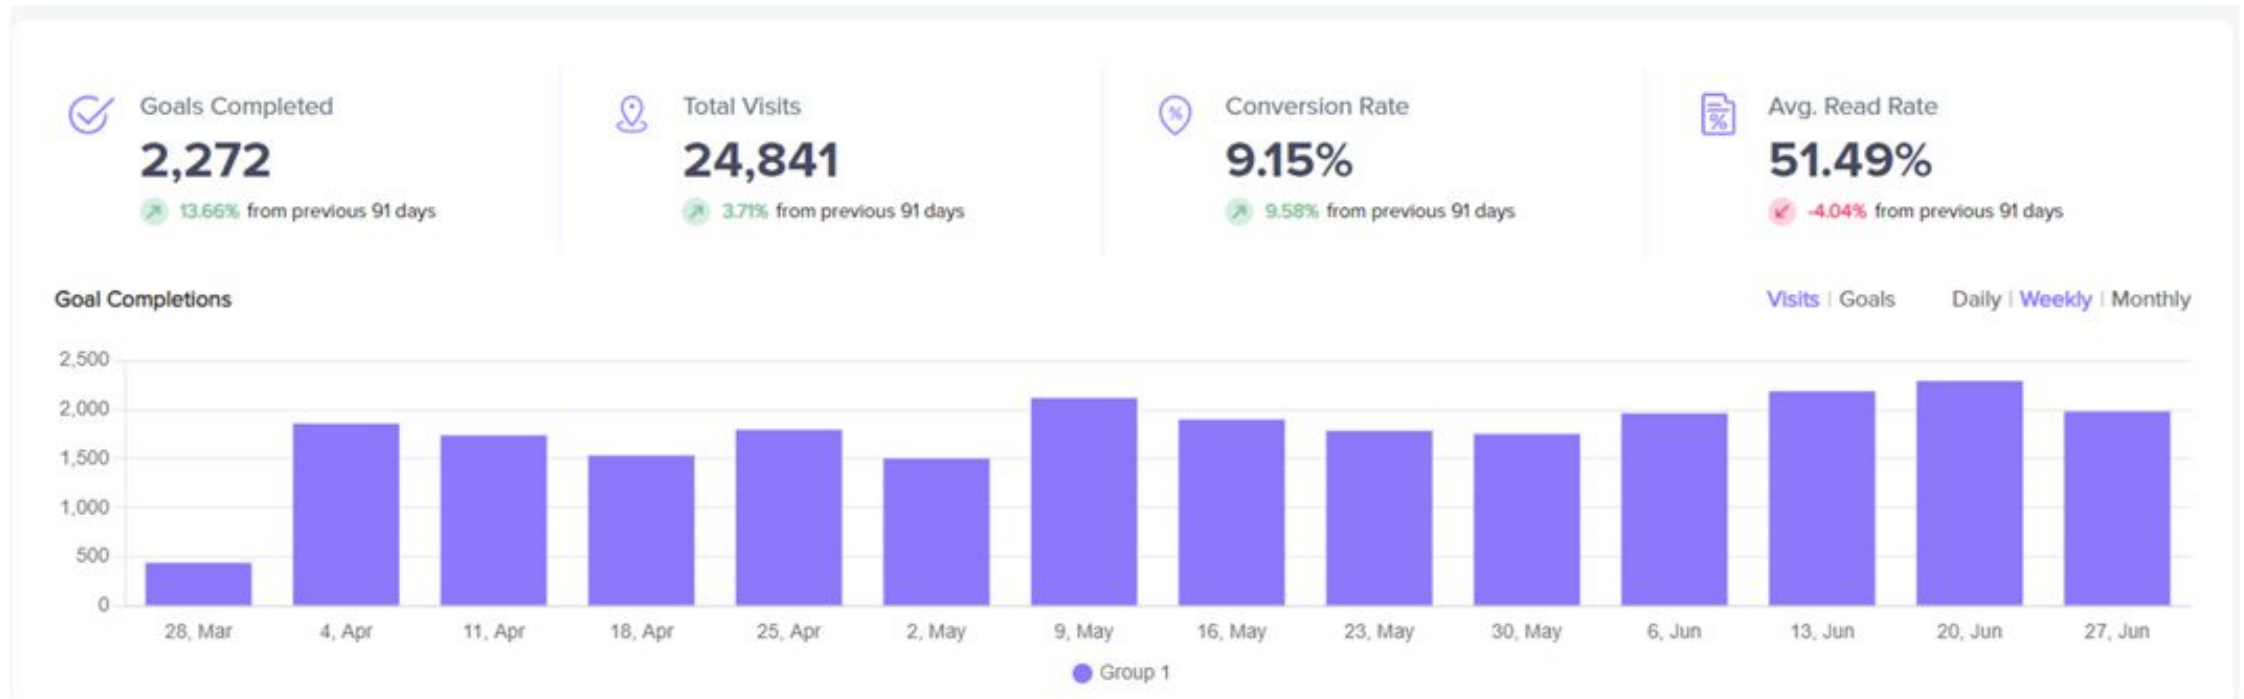 Goals Completed
2,272
13.66% from previous 91 days
Total Visits
24,841
3.71% from previous 91 days
Conversion Rate
9.15%
9.58% from previous 91 days
Avg. Read Rate
51.49%
-4.04% from previous 91 days
Goal Completions
Visits | Goals
Daily | Weekly | Monthly
2,500
2,000
1,500
1,000
500
0
28, Mar 4, Apr 11, Apr 18, Apr 25, Apr 2, May 9, May 16, May 23, May 30, May 6, Jun 13, Jun 20, Jun 27, Jun
Group 1